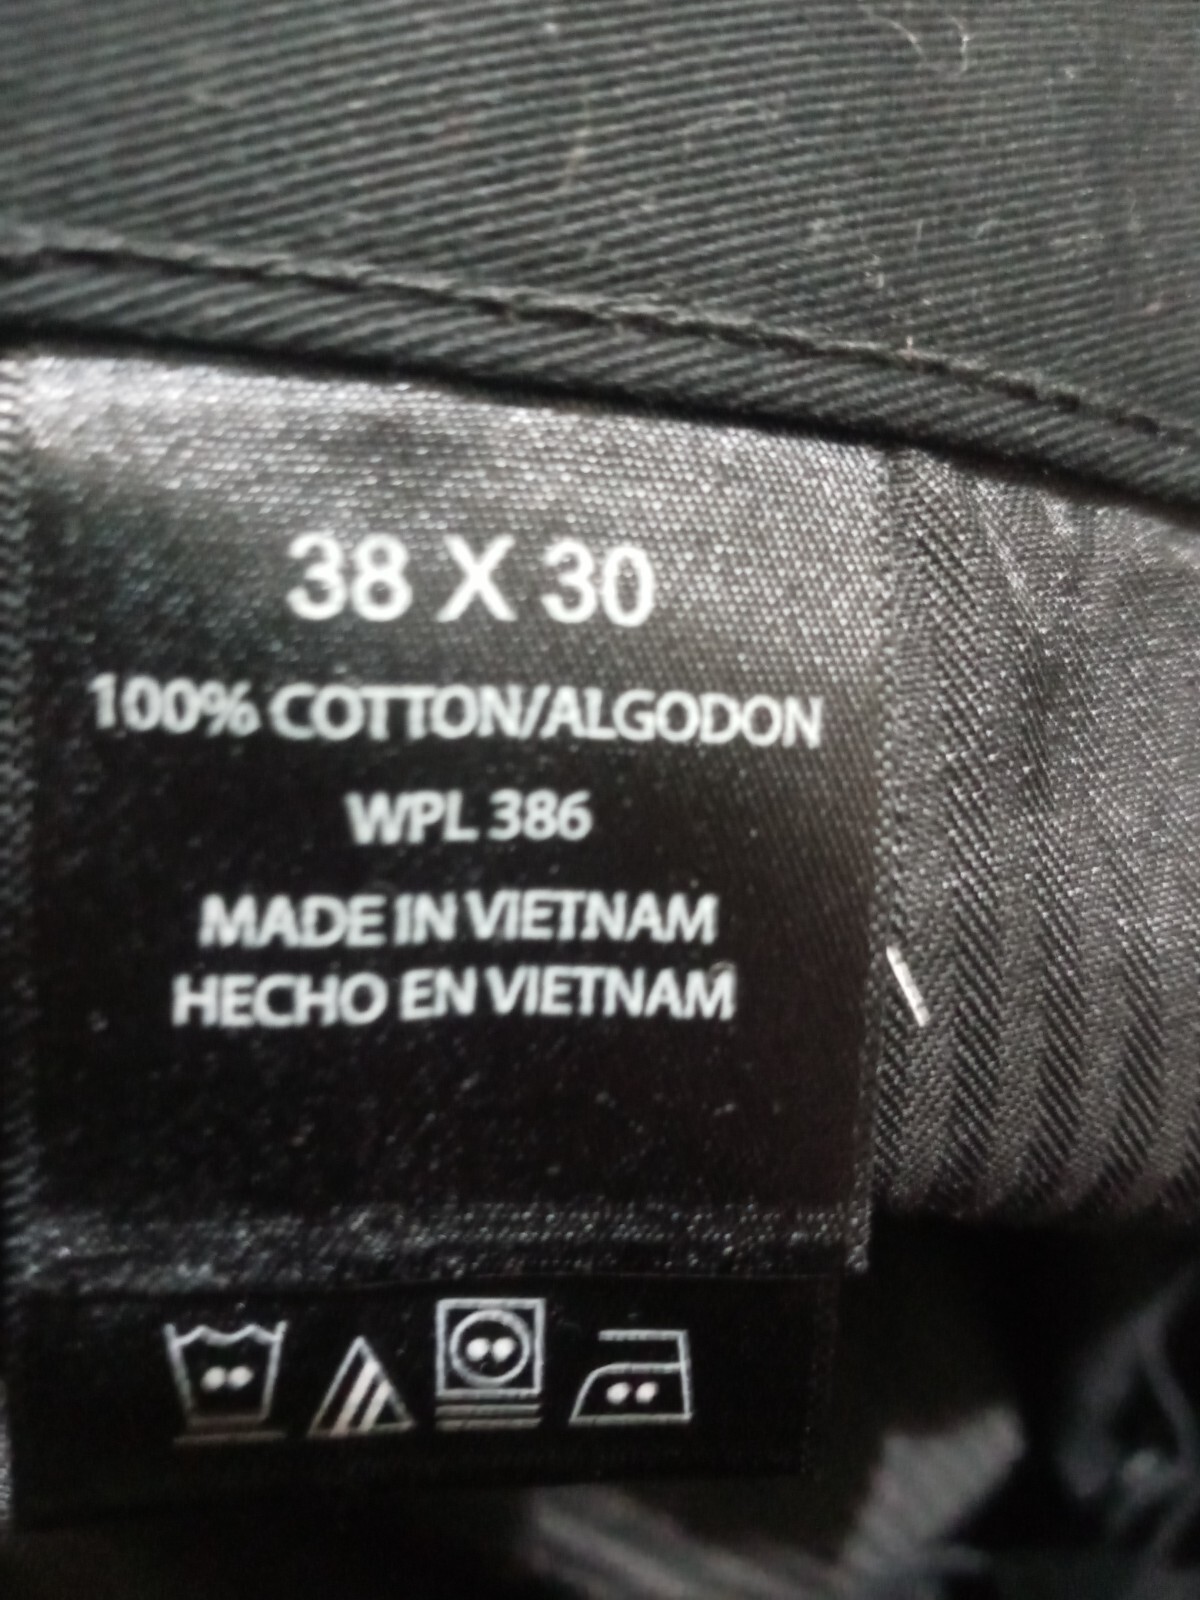 38 X 30
100% COTTON/ALGODON
WPL 386
MADE IN VIETNAM
HECHO EN VIETNAM